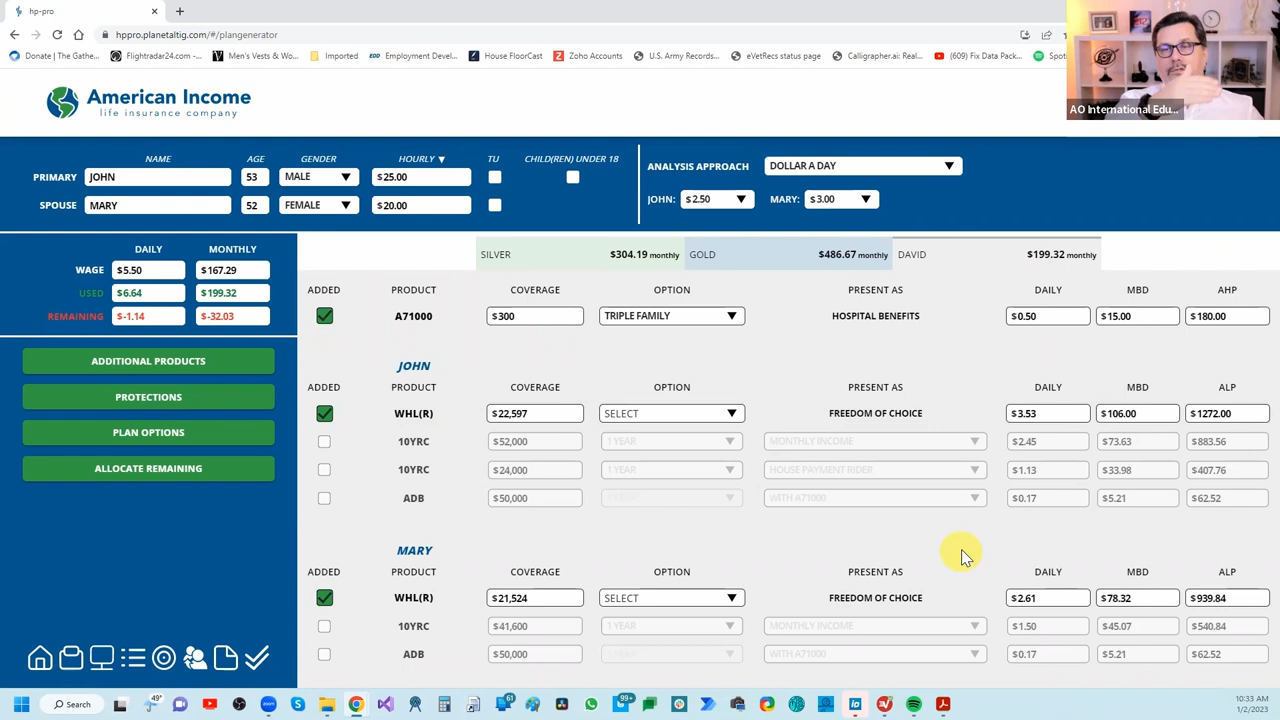 hp-pro
hppro.planetaltig.com/#/plangenerator
Donate | The Gathe...
Flightradar24.com -...
Men's Vests & Wo...
Imported
EDD Employment Devel...
House FloorCast
Zoho Accounts
U.S. Army Records...
eVetRecs status page
Calligrapher.ai: Real...
(609) Fix Data Pack...
Spot
AO International Edu...
American Income
life insurance company
NAME AGE GENDER HOURLY ▼ TU CHILD(REN) UNDER 18
PRIMARY JOHN 53 MALE $25.00
SPOUSE MARY 52 FEMALE $20.00
ANALYSIS APPROACH DOLLAR A DAY
JOHN: $2.50 MARY: $3.00
DAILY MONTHLY
WAGE $5.50 $167.29
USED $6.64 $199.32
REMAINING $-1.14 $-32.03
ADDITIONAL PRODUCTS
PROTECTIONS
PLAN OPTIONS
ALLOCATE REMAINING
SILVER $304.19 monthly GOLD $486.67 monthly DAVID $199.32 monthly
ADDED PRODUCT COVERAGE OPTION PRESENT AS DAILY MBD AHP
A71000 $300 TRIPLE FAMILY HOSPITAL BENEFITS $0.50 $15.00 $180.00
JOHN
ADDED PRODUCT COVERAGE OPTION PRESENT AS DAILY MBD ALP
WHL(R) $22,597 SELECT FREEDOM OF CHOICE $3.53 $106.00 $1272.00
10YRC $52,000 1 YEAR MONTHLY INCOME $2.45 $73.63 $883.56
10YRC $24,000 1 YEAR HOUSE PAYMENT RIDER $1.13 $33.98 $407.76
ADB $50,000 WITH A71000 $0.17 $5.21 $62.52
MARY
ADDED PRODUCT COVERAGE OPTION PRESENT AS DAILY MBD ALP
WHL(R) $21,524 SELECT FREEDOM OF CHOICE $2.61 $78.32 $939.84
10YRC $41,600 1 YEAR MONTHLY INCOME $1.50 $45.07 $540.84
ADB $50,000 WITH A71000 $0.17 $5.21 $62.52
Search
49°
61
99+
10:33 AM
1/2/2023